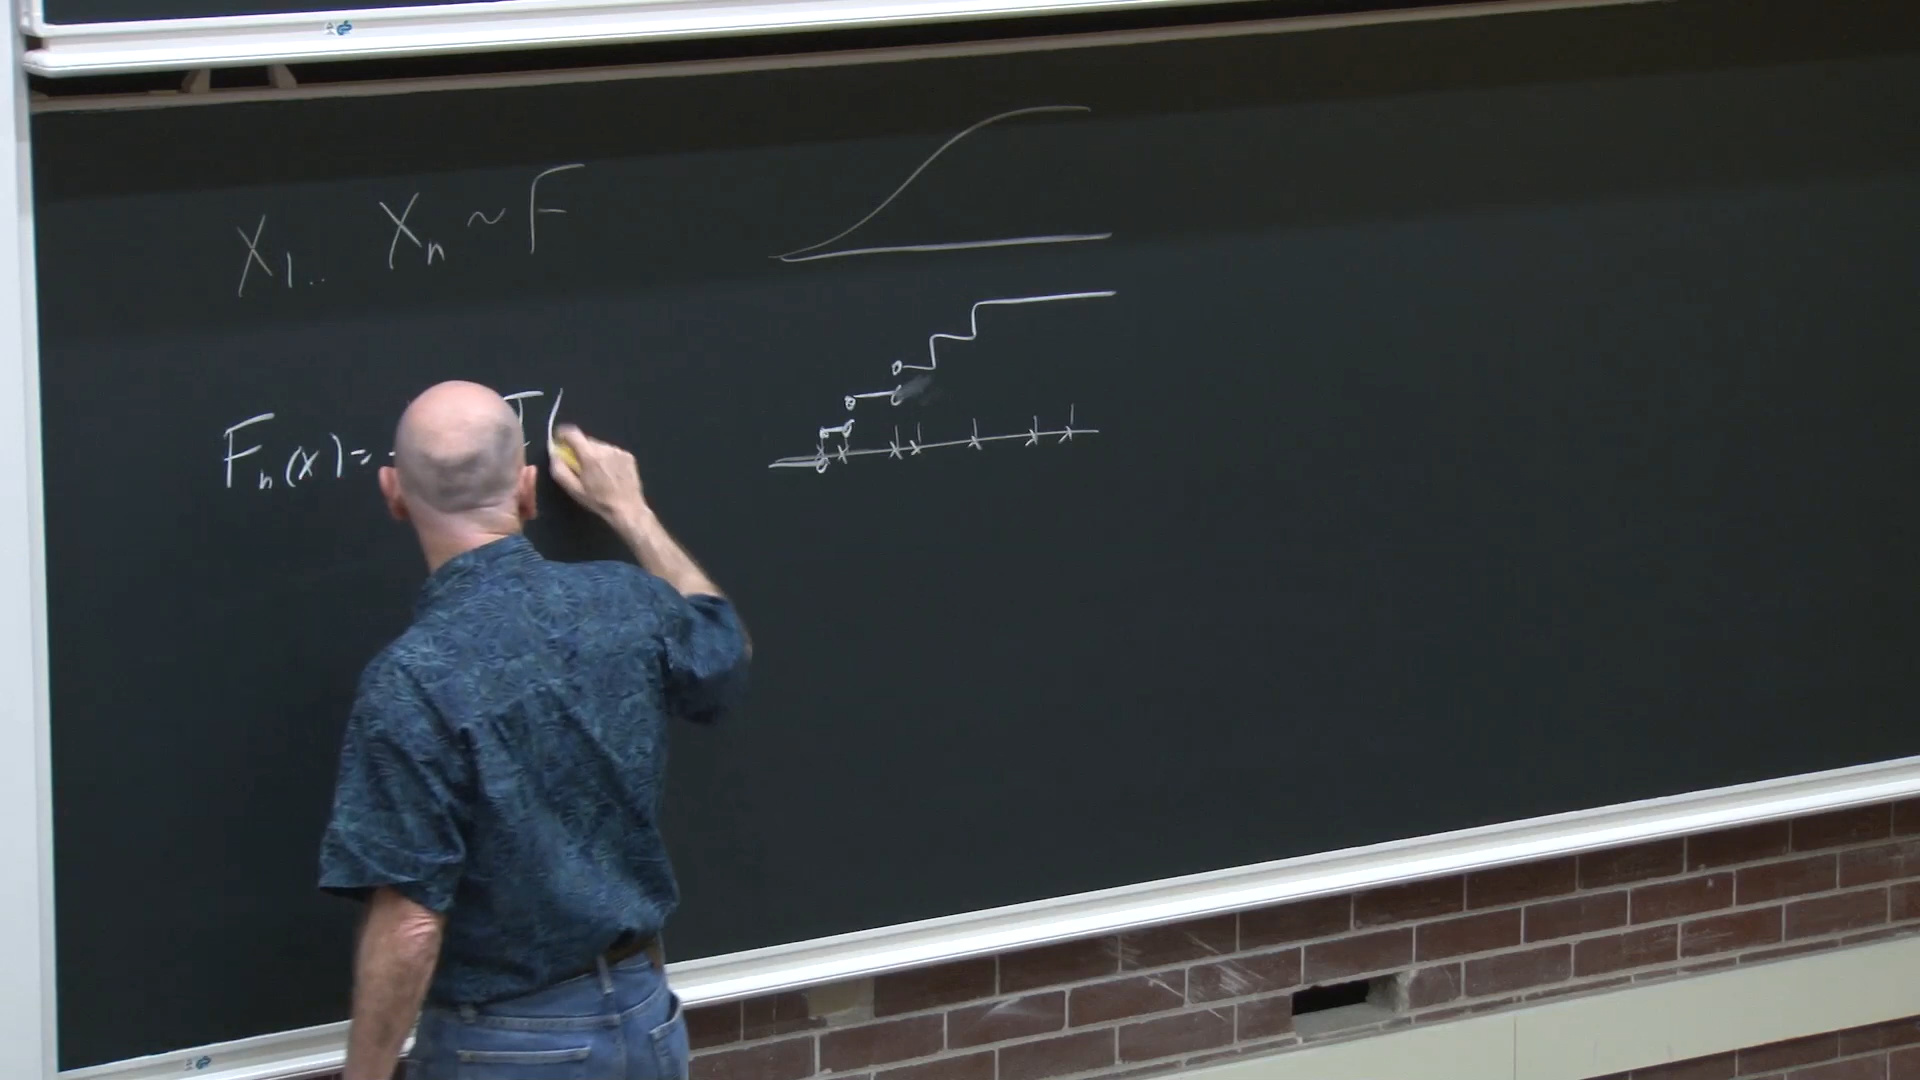 X₁.. Xₙ ~ F
Fₙ(x) = I(